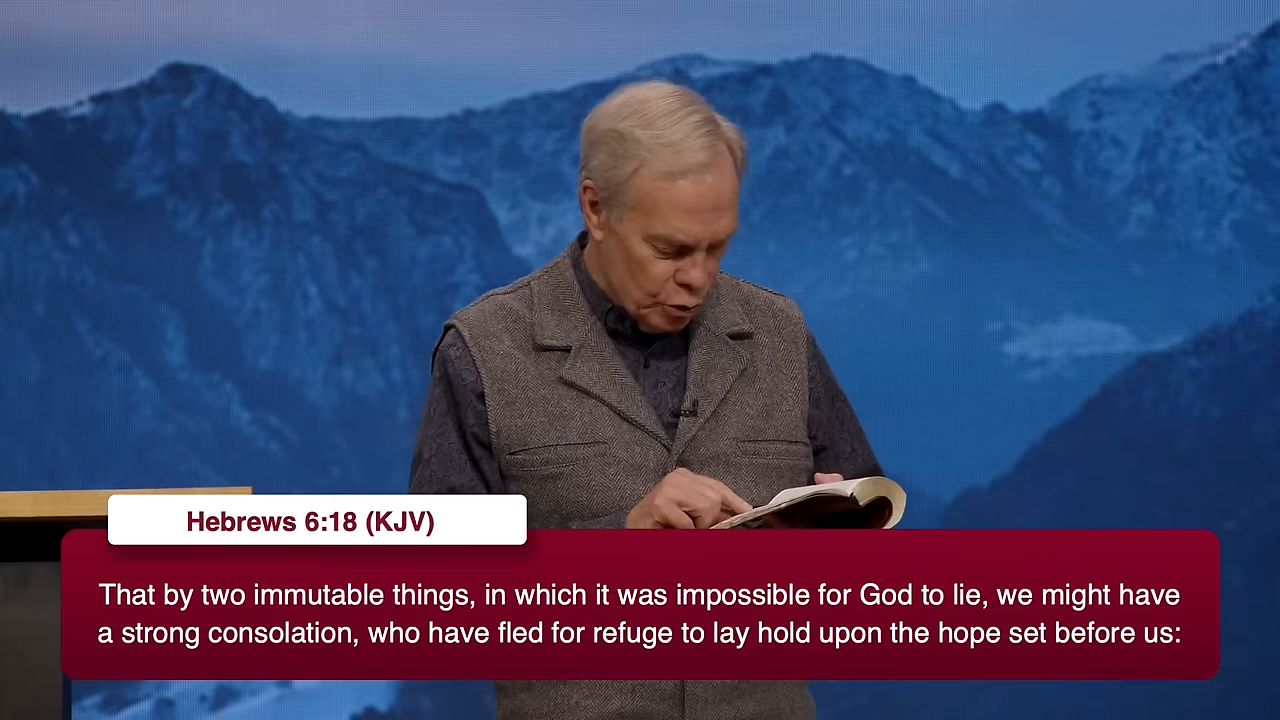 Hebrews 6:18 (KJV)
That by two immutable things, in which it was impossible for God to lie, we might have
a strong consolation, who have fled for refuge to lay hold upon the hope set before us: